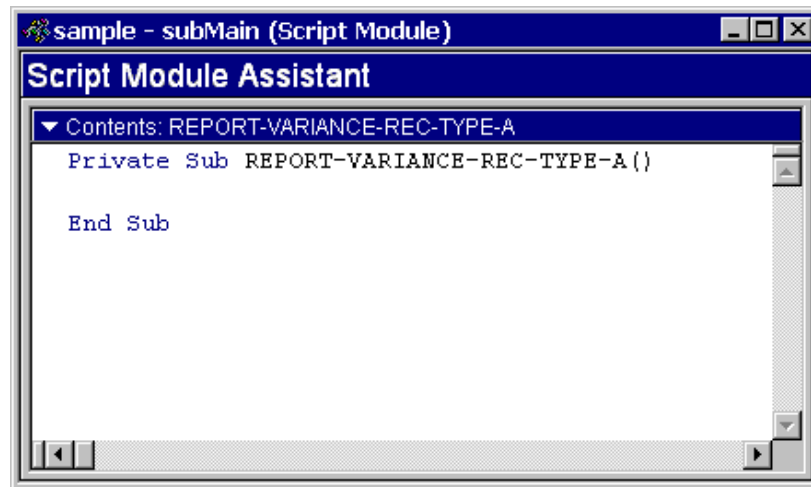 sample - subMain (Script Module)
Script Module Assistant
Contents: REPORT-VARIANCE-REC-TYPE-A
Private Sub REPORT-VARIANCE-REC-TYPE-A()
End Sub